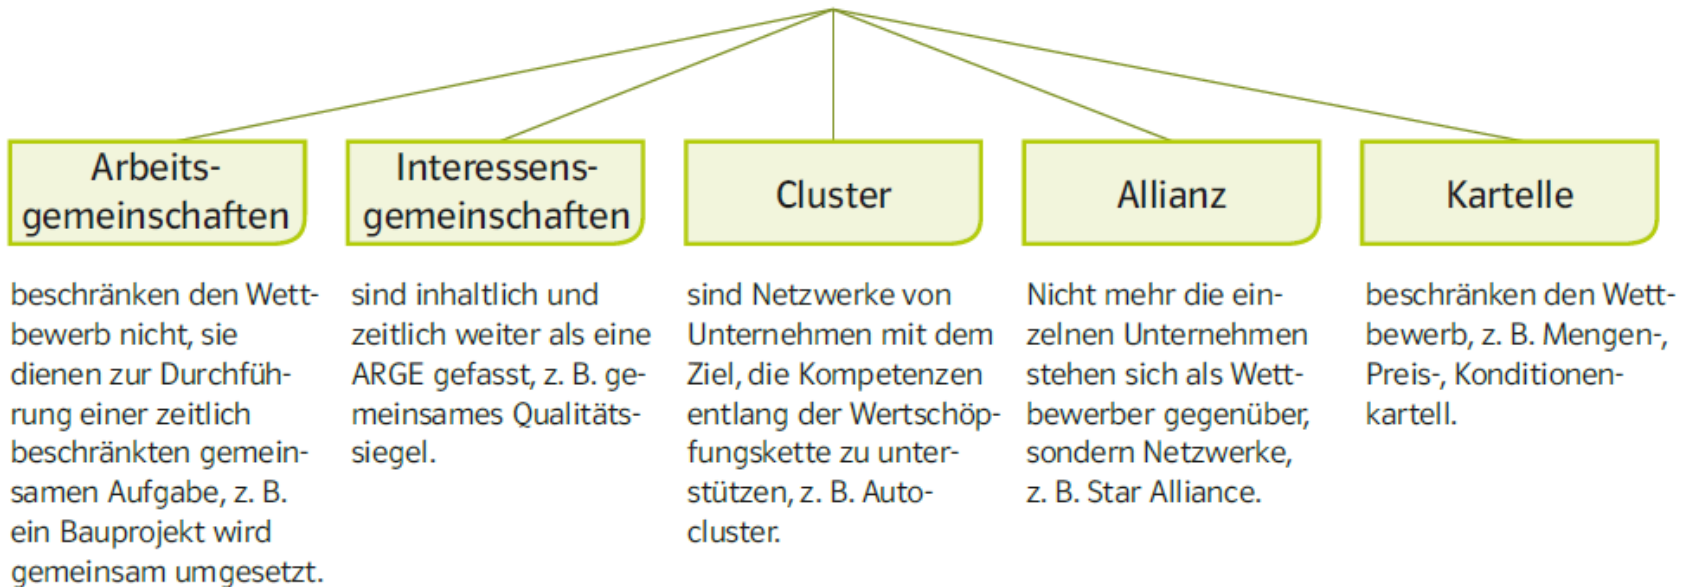 Arbeits-
gemeinschaften
beschränken den Wett-
bewerb nicht, sie
dienen zur Durchfüh-
rung einer zeitlich
beschränkten gemein-
samen Aufgabe, z. B.
ein Bauprojekt wird
gemeinsam umgesetzt.
Interessens-
gemeinschaften
sind inhaltlich und
zeitlich weiter als eine
ARGE gefasst, z. B. ge-
meinsames Qualitäts-
siegel.
Cluster
sind Netzwerke von
Unternehmen mit dem
Ziel, die Kompetenzen
entlang der Wertschöp-
fungskette zu unter-
stützen, z. B. Auto-
cluster.
Allianz
Nicht mehr die ein-
zelnen Unternehmen
stehen sich als Wett-
bewerber gegenüber,
sondern Netzwerke,
z. B. Star Alliance.
Kartelle
beschränken den Wett-
bewerb, z. B. Mengen-,
Preis-, Konditionen-
kartell.